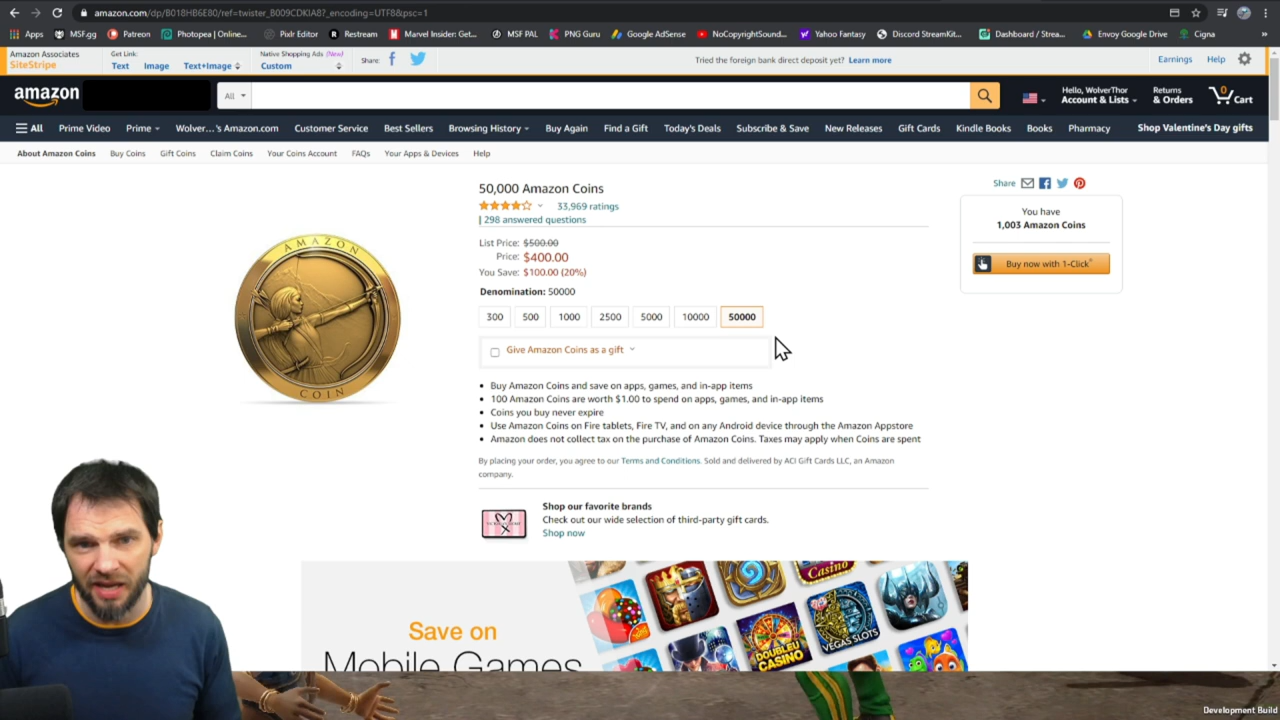 amazon.com/dp/B018HB6E80/ref=twister_B009CDKIA8?_encoding=UTF8&psc=1
Apps MSF.gg Patreon Photopea | Online... Pixlr Editor Restream Marvel Insider: Get... MSF PAL PNG Guru Google AdSense NoCopyrightSound... Yahoo Fantasy Discord StreamKit... Dashboard / Strea... Envoy Google Drive Cigna »
Amazon Associates Get Link: Native Shopping Ads (New)
SiteStripe Text Image Text+Image Custom Share: Tried the foreign bank direct deposit yet? Learn more Earnings Help
amazon All Hello, WolverThor Returns 0
Account & Lists & Orders Cart
All Prime Video Prime Wolver...'s Amazon.com Customer Service Best Sellers Browsing History Buy Again Find a Gift Today's Deals Subscribe & Save New Releases Gift Cards Kindle Books Books Pharmacy Shop Valentine's Day gifts
About Amazon Coins Buy Coins Gift Coins Claim Coins Your Coins Account FAQs Your Apps & Devices Help
50,000 Amazon Coins
33,969 ratings
| 298 answered questions
List Price: $500.00
Price: $400.00
You Save: $100.00 (20%)
Denomination: 50000
300 500 1000 2500 5000 10000 50000
Give Amazon Coins as a gift
• Buy Amazon Coins and save on apps, games, and in-app items
• 100 Amazon Coins are worth $1.00 to spend on apps, games, and in-app items
• Coins you buy never expire
• Use Amazon Coins on Fire tablets, Fire TV, and on any Android device through the Amazon Appstore
• Amazon does not collect tax on the purchase of Amazon Coins. Taxes may apply when Coins are spent
By placing your order, you agree to our Terms and Conditions. Sold and delivered by ACI Gift Cards LLC, an Amazon
company.
Share
You have
1,003 Amazon Coins
Buy now with 1-Click®
AMAZON
COIN
Shop our favorite brands
Check out our wide selection of third-party gift cards.
Shop now
Save on
Mobile Games
Casino
DOUBLEU
CASINO
VEGAS SLOTS
Development Build